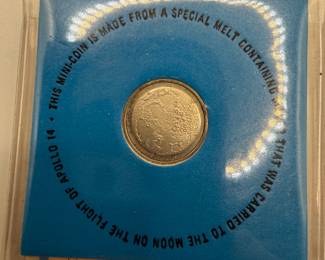 THIS MINI-COIN IS MADE FROM A SPECIAL MELT CONTAINING THAT WAS CARRIED TO THE MOON ON THE FLIGHT OF APOLLO 14 •